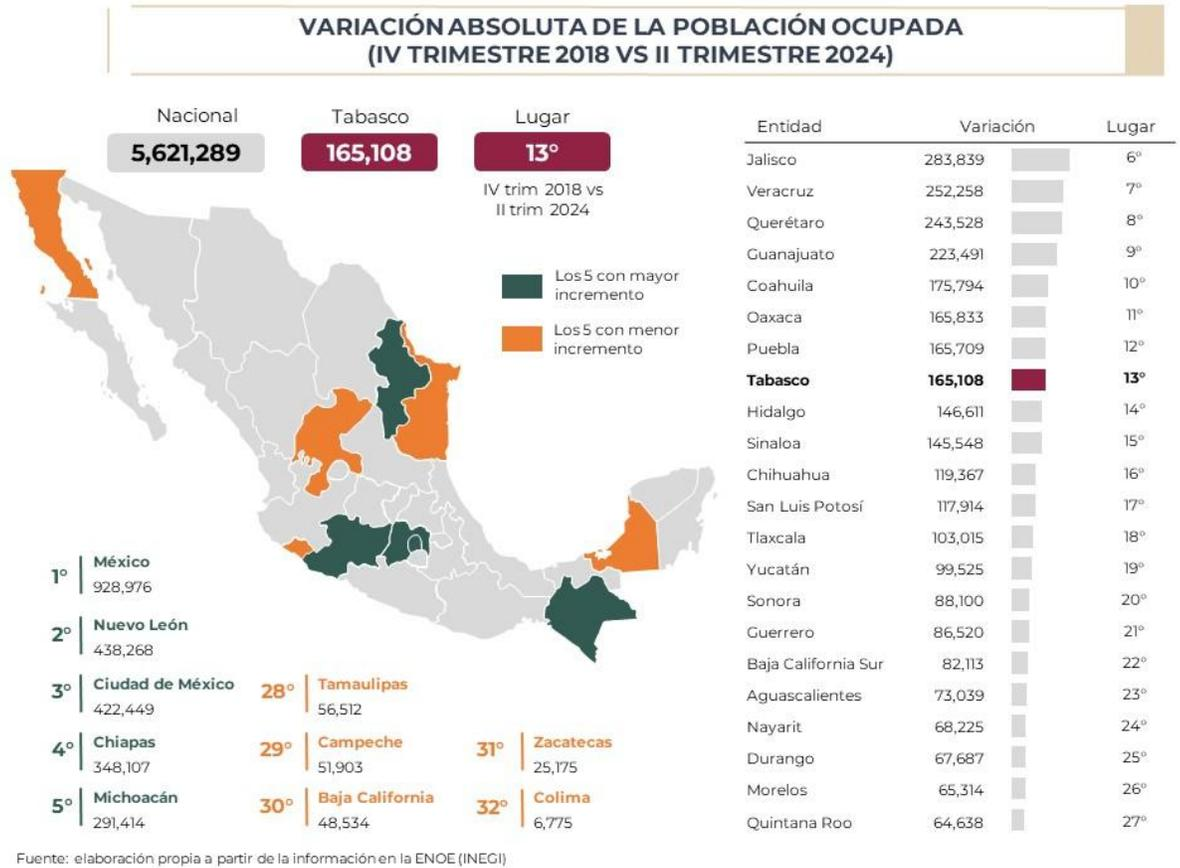 VARIACIÓN ABSOLUTA DE LA POBLACIÓN OCUPADA
(IV TRIMESTRE 2018 VS II TRIMESTRE 2024)
Nacional
5,621,289
Tabasco
165,108
Lugar
13°
IV trim 2018 vs
II trim 2024
Los 5 con mayor
incremento
Los 5 con menor
incremento
1° México
928,976
2° Nuevo León
438,268
3° Ciudad de México
422,449
4° Chiapas
348,107
5° Michoacán
291,414
28° Tamaulipas
56,512
29° Campeche
51,903
30° Baja California
48,534
31° Zacatecas
25,175
32° Colima
6,775
Entidad Variación Lugar
Jalisco 283,839 6°
Veracruz 252,258 7°
Querétaro 243,528 8°
Guanajuato 223,491 9°
Coahuila 175,794 10°
Oaxaca 165,833 11°
Puebla 165,709 12°
Tabasco 165,108 13°
Hidalgo 146,611 14°
Sinaloa 145,548 15°
Chihuahua 119,367 16°
San Luis Potosí 117,914 17°
Tlaxcala 103,015 18°
Yucatán 99,525 19°
Sonora 88,100 20°
Guerrero 86,520 21°
Baja California Sur 82,113 22°
Aguascalientes 73,039 23°
Nayarit 68,225 24°
Durango 67,687 25°
Morelos 65,314 26°
Quintana Roo 64,638 27°
Fuente: elaboración propia a partir de la información en la ENOE (INEGI)